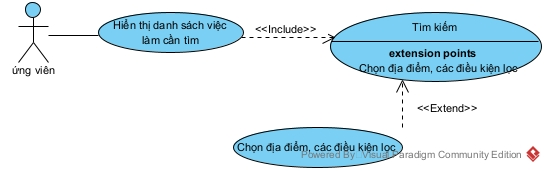 Hiển thị danh sách việc
làm cần tìm
<<Include>>
Tìm kiếm
extension points
Chọn địa điểm, các điều kiện lọc
ứng viên
<<Extend>>
Chọn địa điểm, các điều kiện lọc
Powered By: Visual Paradigm Community Edition